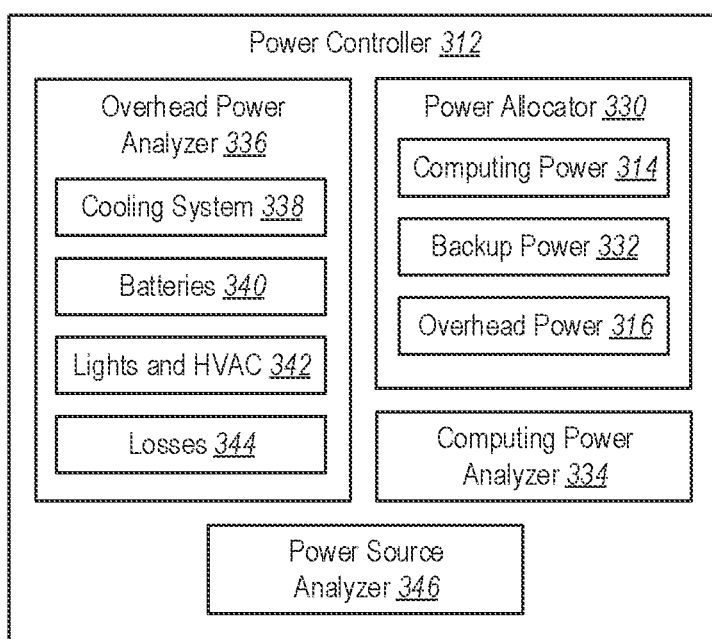 Power Controller 312
Overhead Power
Analyzer 336
Cooling System 338
Batteries 340
Lights and HVAC 342
Losses 344
Power Allocator 330
Computing Power 314
Backup Power 332
Overhead Power 316
Computing Power
Analyzer 334
Power Source
Analyzer 346